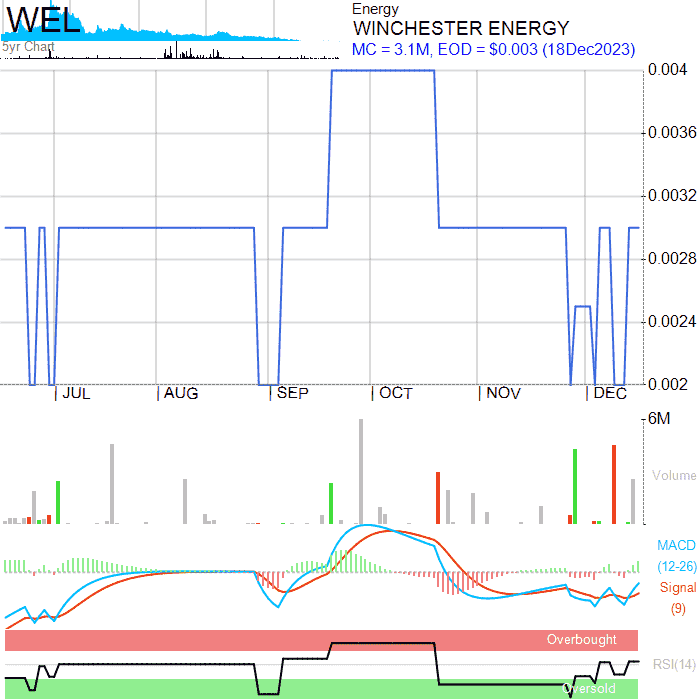 WEL
5yr Chart
Energy
WINCHESTER ENERGY
MC = 3.1M, EOD = $0.003 (18Dec2023)
0.004
0.0036
0.0032
0.0028
0.0024
0.002
JUL
AUG
SEP
OCT
NOV
DEC
6M
Volume
MACD
(12-26)
Signal
(9)
Overbought
RSI(14)
Oversold